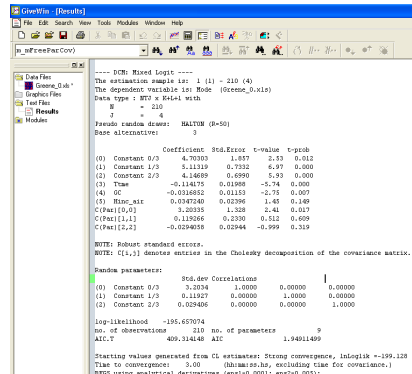 GiveWin - [Results]
File Edit Search View Tools Modules Window Help
m_mFreeParCov)
Data Files
Greene_0.xls *
Graphics Files
Text Files
Results
Modules
---- DCM: Mixed Logit ----
The estimation sample is: 1 (1) - 210 (4)
The dependent variable is: Mode (Greene_0.xls)
Data type : NTJ x K+L+1 with
N = 210
J = 4
Pseudo random draws: HALTON (R=50)
Base alternative: 3
Coefficient Std.Error t-value t-prob
(0) Constant 0/3 4.70303 1.857 2.53 0.012
(1) Constant 1/3 5.11319 0.7332 6.97 0.000
(2) Constant 2/3 4.14689 0.6990 5.93 0.000
(3) Ttme -0.114175 0.01988 -5.74 0.000
(4) GC -0.0316852 0.01153 -2.75 0.007
(5) Hinc_air 0.0347240 0.02396 1.45 0.149
C(Par)[0,0] 3.20335 1.328 2.41 0.017
C(Par)[1,1] 0.119266 0.2330 0.512 0.609
C(Par)[2,2] -0.0294058 0.02944 -0.999 0.319
NOTE: Robust standard errors.
NOTE: C[i,j] denotes entries in the Cholesky decomposition of the covariance matrix.
Random parameters:
Std.dev Correlations
(0) Constant 0/3 3.2034 1.0000 0.00000 0.00000
(1) Constant 1/3 0.11927 0.00000 1.0000 0.00000
(2) Constant 2/3 0.029406 0.00000 0.00000 1.0000
log-likelihood -195.657074
no. of observations 210 no. of parameters 9
AIC.T 409.314148 AIC 1.94911499
Starting values generated from CL estimates: Strong convergence, lnLoglik =-199.128
Time to convergence: 3.00 (hh:mm:ss.hs, excluding time for covariance.)
BFGS using analytical derivatives (eps1=0.0001; eps2=0.005):